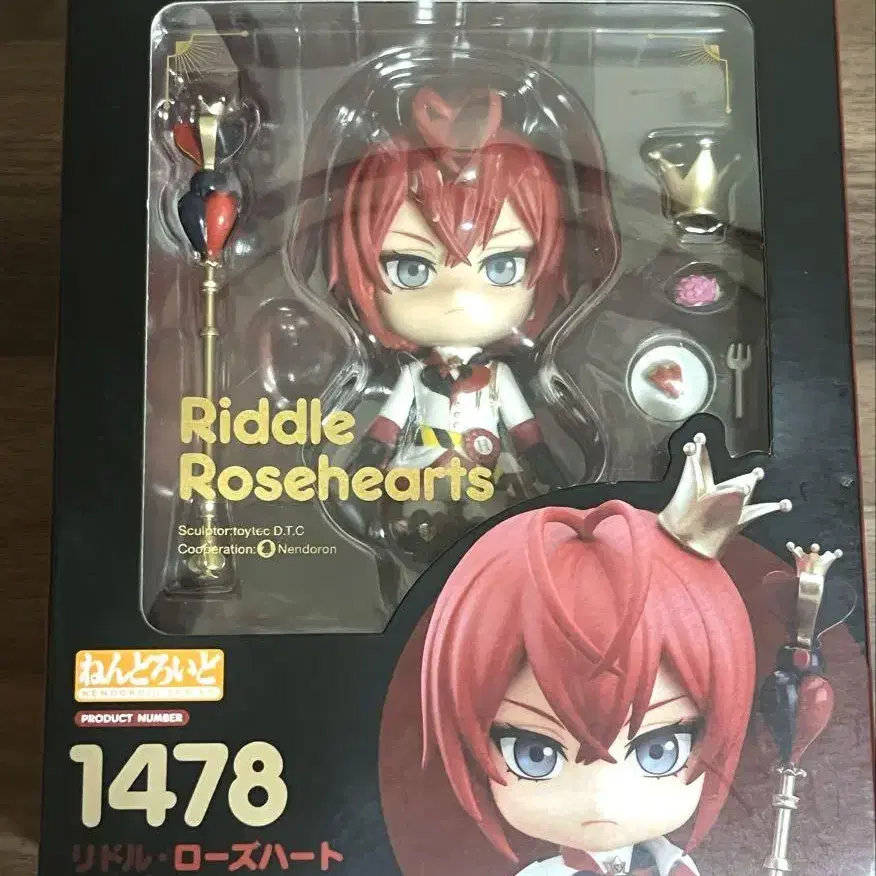 Riddle
Rosehearts
Sculptor:toytec D.T.C
Cooperation: Nendoron
ねんどろいど
PRODUCT NUMBER
1478
リドル・ローズハート